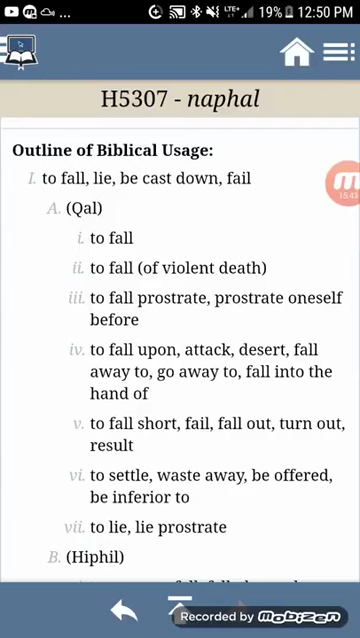 LTE+ 19% 12:50 PM
H5307 - naphal
Outline of Biblical Usage:
I. to fall, lie, be cast down, fail
A. (Qal)
i. to fall
ii. to fall (of violent death)
iii. to fall prostrate, prostrate oneself
before
iv. to fall upon, attack, desert, fall
away to, go away to, fall into the
hand of
v. to fall short, fail, fall out, turn out,
result
vi. to settle, waste away, be offered,
be inferior to
vii. to lie, lie prostrate
B. (Hiphil)
15:43
Recorded by Mobizen